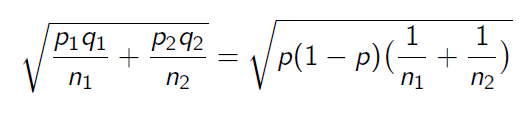 √(p₁q₁/n₁ + p₂q₂/n₂) = √(p(1 − p)(1/n₁ + 1/n₂))